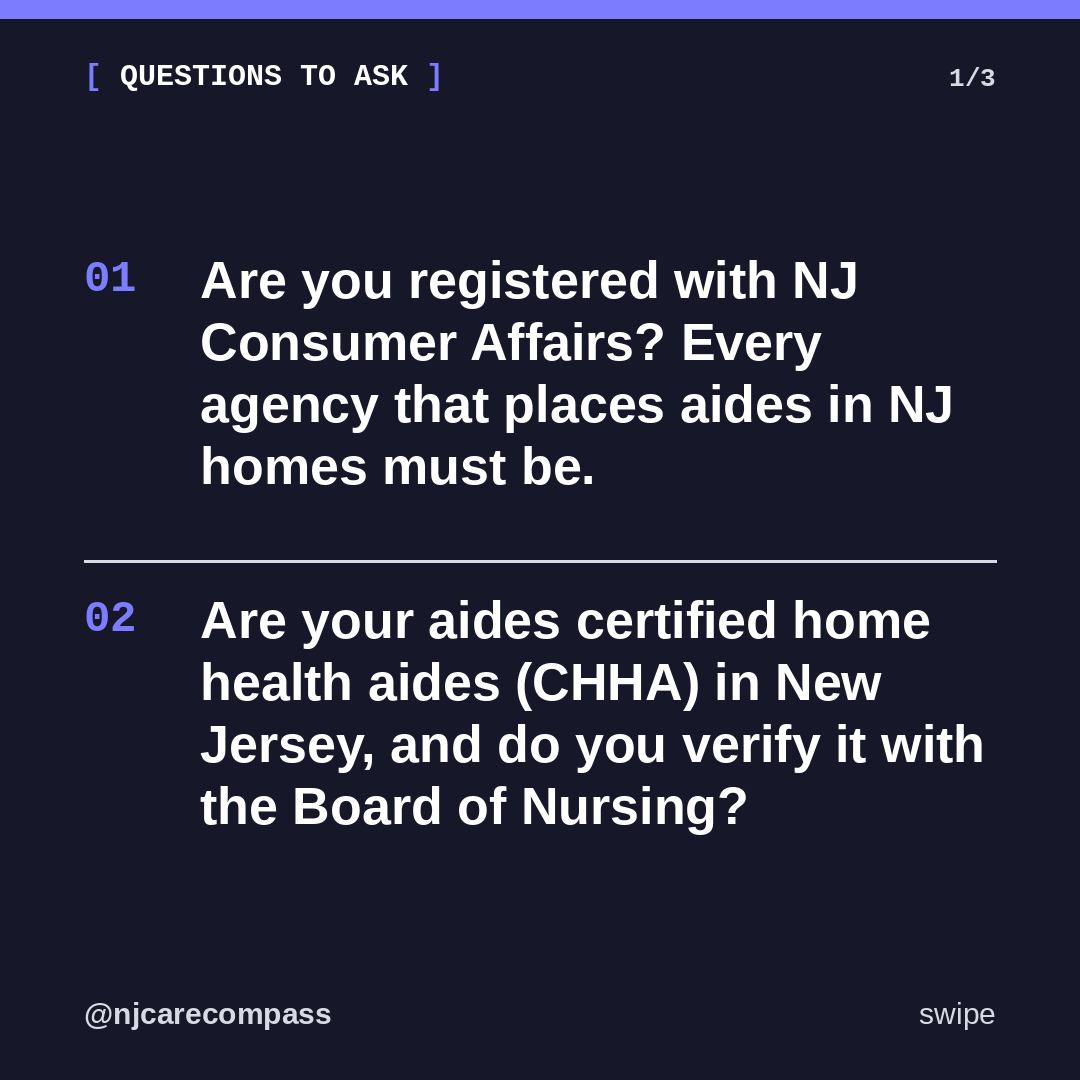 [ QUESTIONS TO ASK ]
1/3
01
Are you registered with NJ
Consumer Affairs? Every
agency that places aides in NJ
homes must be.
02
Are your aides certified home
health aides (CHHA) in New
Jersey, and do you verify it with
the Board of Nursing?
@njcarecompass
swipe